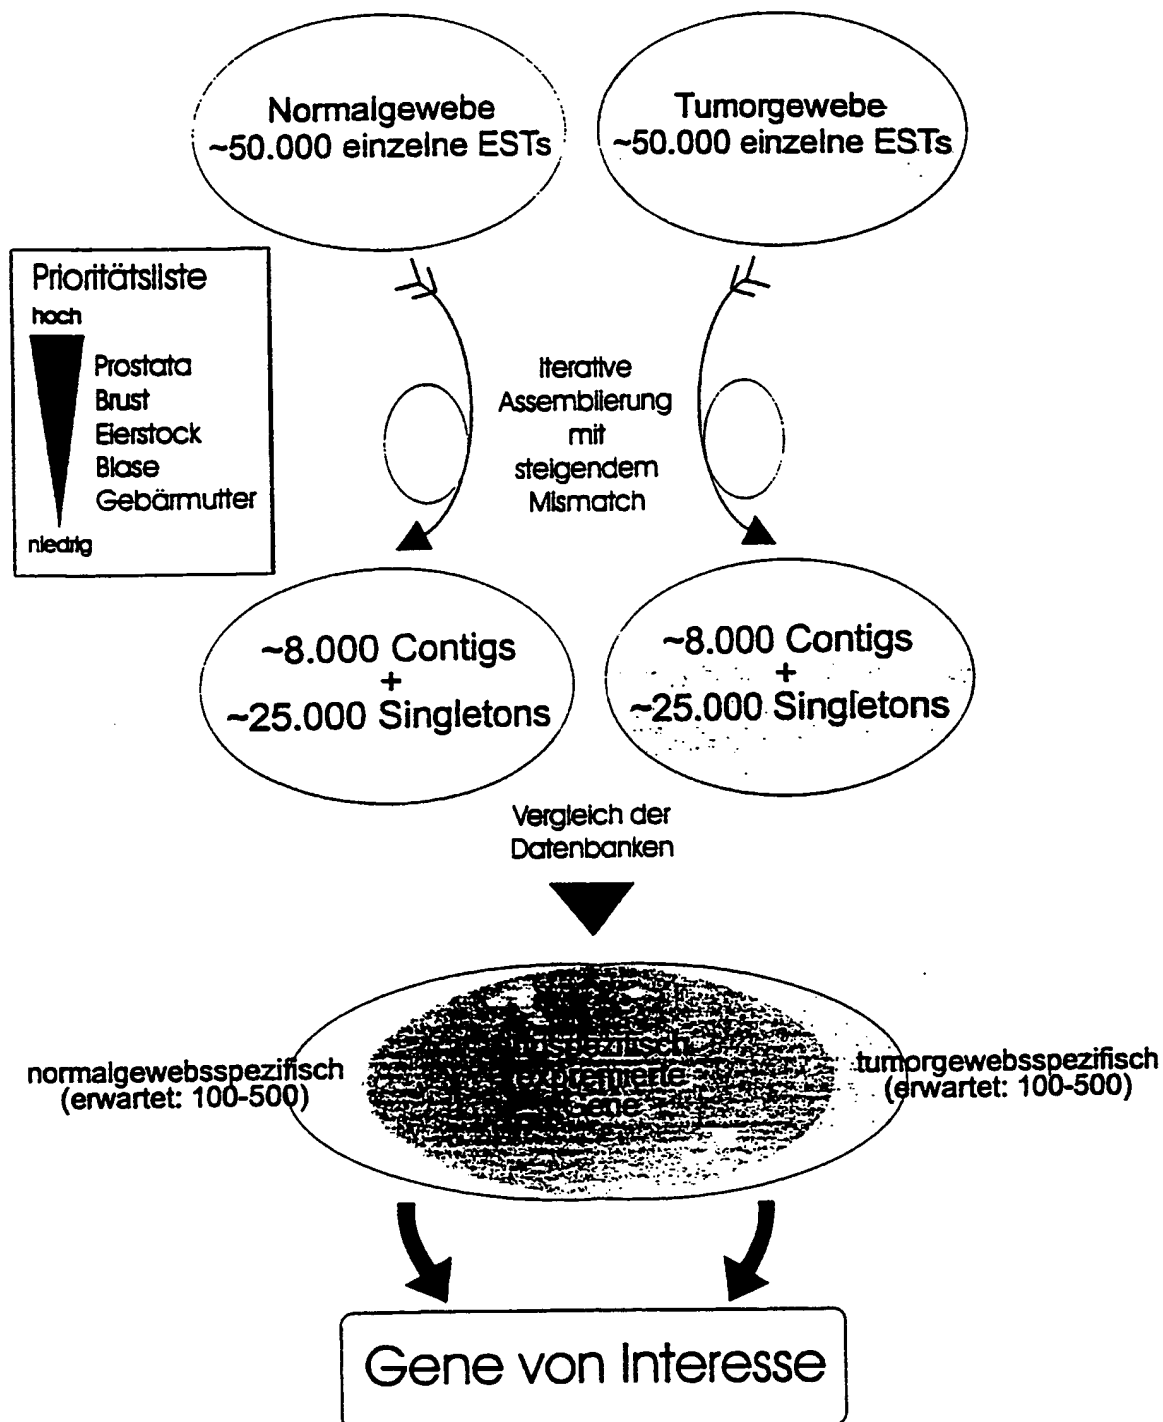 Normalgewebe
~50.000 einzelne ESTs
Tumorgewebe
~50.000 einzelne ESTs
Prioritätsliste
hoch
Prostata
Brust
Eierstock
Blase
Gebärmutter
niedrig
Iterative
Assemblierung
mit
steigendem
Mismatch
~8.000 Contigs
+
~25.000 Singletons
~8.000 Contigs
+
~25.000 Singletons
Vergleich der
Datenbanken
normalgewebsspezifisch
(erwartet: 100-500)
Gene
tumorgewebsspezifisch
(erwartet: 100-500)
Gene von Interesse